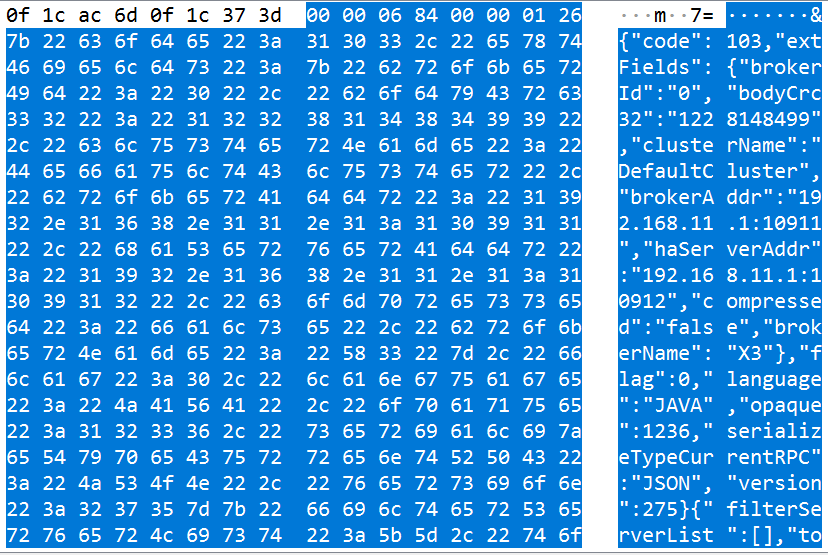 0f 1c ac 6d 0f 1c 37 3d 00 00 06 84 00 00 01 26 ···m··7=·······&
7b 22 63 6f 64 65 22 3a 31 30 33 2c 22 65 78 74 {"code":103,"ext
46 69 65 6c 64 73 22 3a 7b 22 62 72 6f 6b 65 72 Fields":{"broker
49 64 22 3a 22 30 22 2c 22 62 6f 64 79 43 72 63 Id":"0","bodyCrc
33 32 22 3a 22 31 32 32 38 31 34 38 34 39 39 22 32":"1228148499"
2c 22 63 6c 75 73 74 65 72 4e 61 6d 65 22 3a 22 ,"clusterName":"
44 65 66 61 75 6c 74 43 6c 75 73 74 65 72 22 2c DefaultCluster",
22 62 72 6f 6b 65 72 41 64 64 72 22 3a 22 31 39 "brokerAddr":"19
32 2e 31 36 38 2e 31 31 2e 31 3a 31 30 39 31 31 2.168.11.1:10911
22 2c 22 68 61 53 65 72 76 65 72 41 64 64 72 22 ","haServerAddr"
3a 22 31 39 32 2e 31 36 38 2e 31 31 2e 31 3a 31 :"192.168.11.1:1
30 39 31 32 22 2c 22 63 6f 6d 70 72 65 73 73 65 0912","compresse
64 22 3a 22 66 61 6c 73 65 22 2c 22 62 72 6f 6b d":"false","brok
65 72 4e 61 6d 65 22 3a 22 58 33 22 7d 2c 22 66 erName":"X3"},"f
6c 61 67 22 3a 30 2c 22 6c 61 6e 67 75 61 67 65 lag":0,"language
22 3a 22 4a 41 56 41 22 2c 22 6f 70 61 71 75 65 ":"JAVA","opaque
22 3a 31 32 33 36 2c 22 73 65 72 69 61 6c 69 7a ":1236,"serializ
65 54 79 70 65 43 75 72 72 65 6e 74 52 50 43 22 eTypeCurrentRPC"
3a 22 4a 53 4f 4e 22 2c 22 76 65 72 73 69 6f 6e :"JSON","version
22 3a 32 37 35 7d 7b 22 66 69 6c 74 65 72 53 65 ":275}{"filterSe
72 76 65 72 4c 69 73 74 22 3a 5b 5d 2c 22 74 6f rverList":[],"to